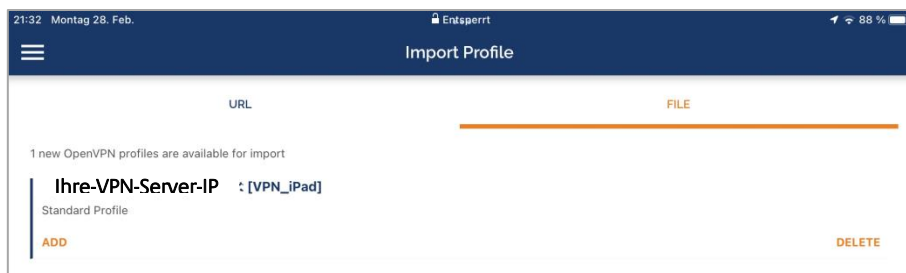 21:32 Montag 28. Feb. Entsperrt 88 %
Import Profile
URL FILE
1 new OpenVPN profiles are available for import
Ihre-VPN-Server-IP [VPN_iPad]
Standard Profile
ADD DELETE